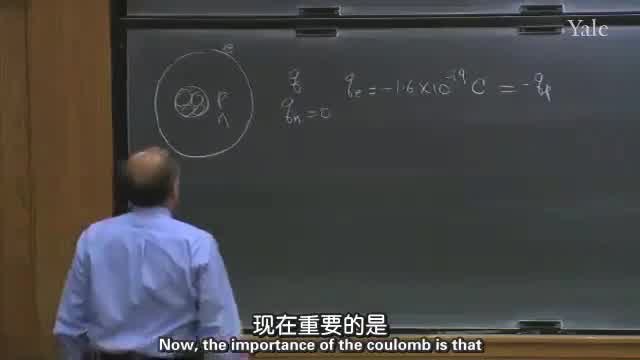 Yale
e
P
n
q
q_n = 0
q_e = -1.6 × 10^-19 C = -q_p
现在重要的是
Now, the importance of the coulomb is that